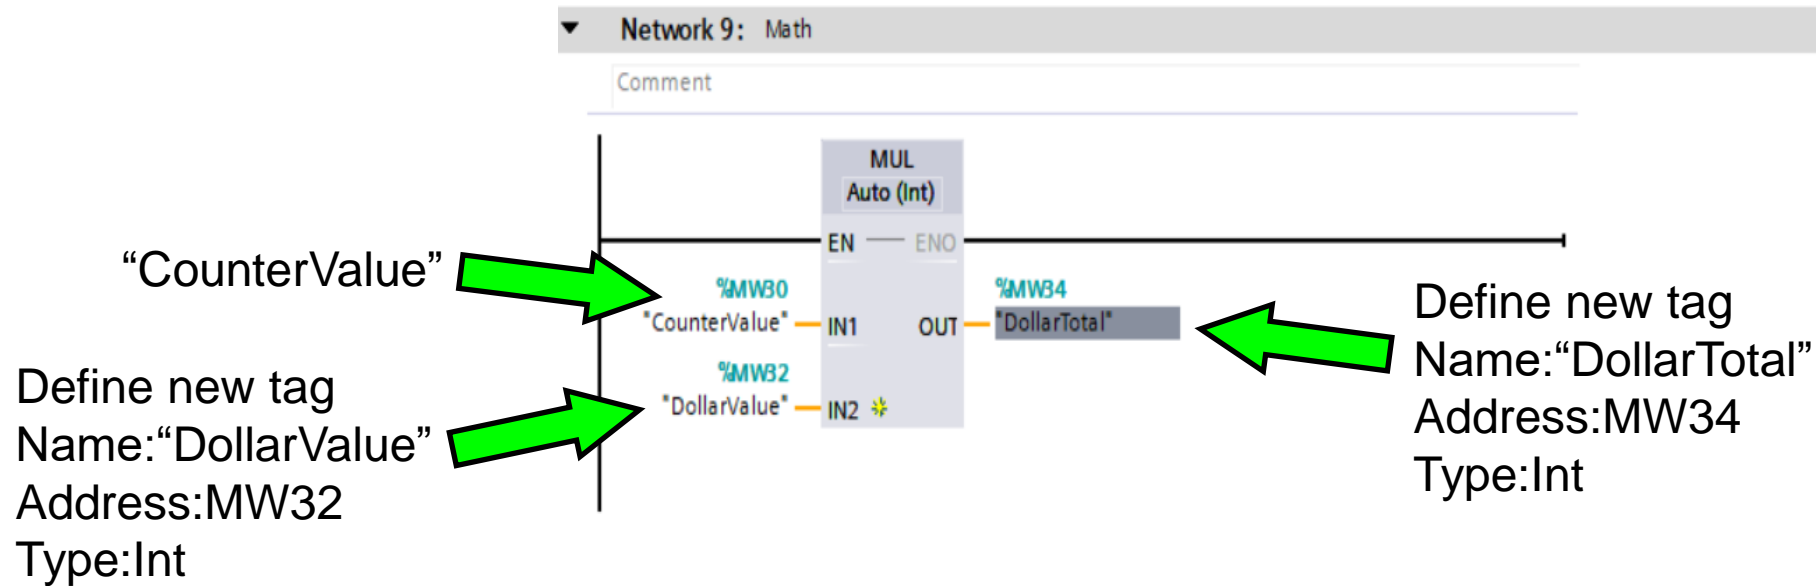 Network 9: Math
Comment
MUL
Auto (Int)
EN ENO
“CounterValue”
%MW30
"CounterValue" IN1
OUT
%MW34
"DollarTotal"
%MW32
"DollarValue" IN2
Define new tag
Name:“DollarValue”
Address:MW32
Type:Int
Define new tag
Name:“DollarTotal”
Address:MW34
Type:Int